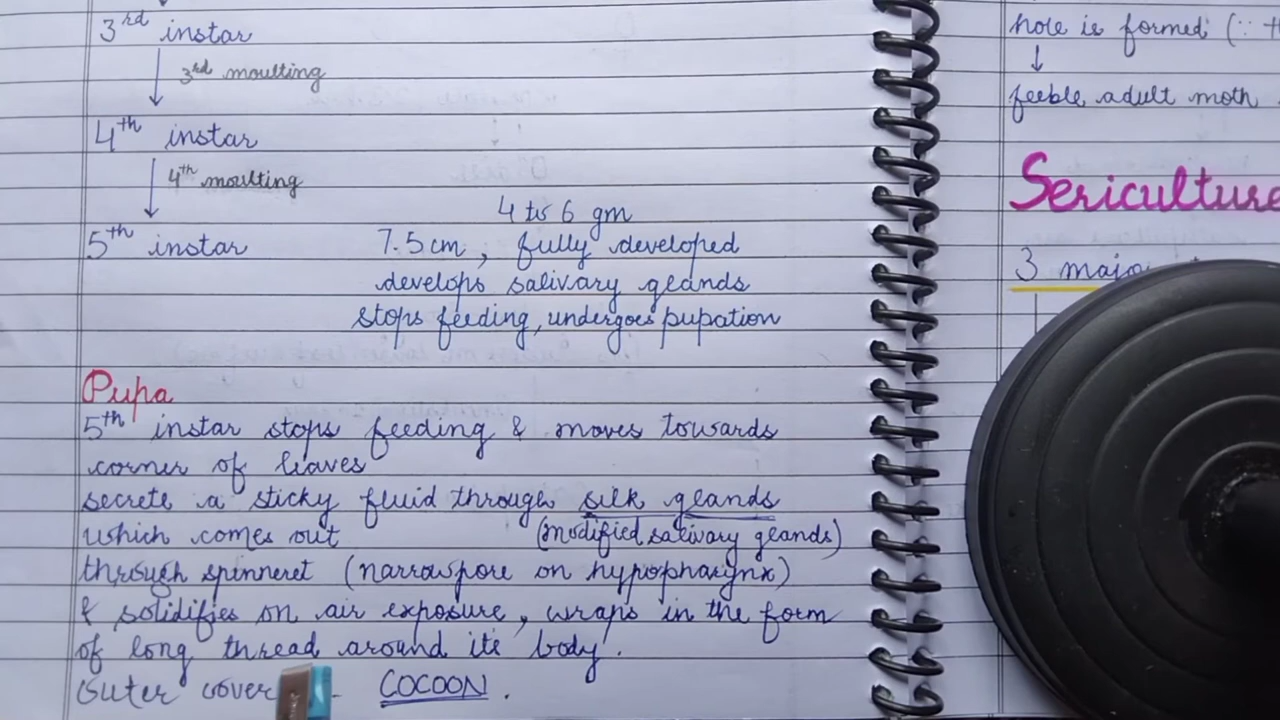 3rd instar
3rd moulting
4th instar
4th moulting
4 to 6 gm
5th instar 7.5 cm, fully developed
develops salivary glands
stops feeding, undergoes pupation
Pupa
5th instar stops feeding & moves towards
corner of leaves
secrete a sticky fluid through silk glands
which comes out (modified salivary glands)
through spinneret (narrow pore on hypopharynx)
& solidifies on air exposure, wraps in the form
of long thread around its body.
Outer cover - COCOON.
hole is formed (∵
feeble adult moth
Sericulture
3 major